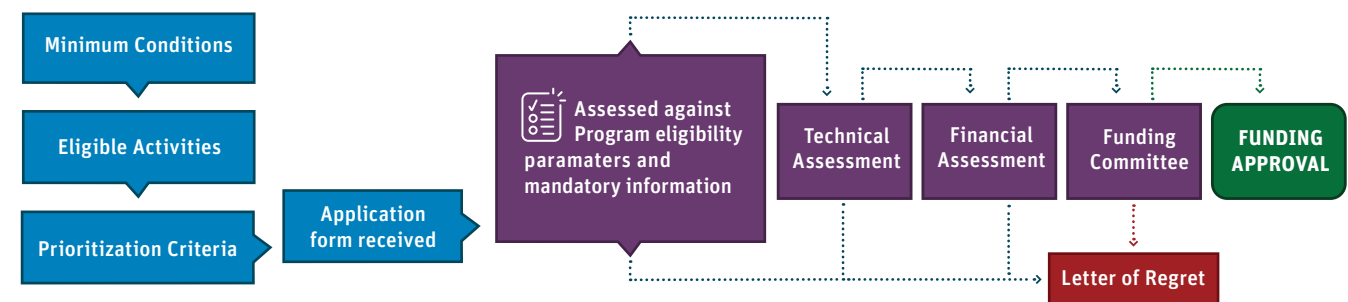 Minimum Conditions
Eligible Activities
Prioritization Criteria
Application
form received
Assessed against
Program eligibility
paramaters and
mandatory information
Technical
Assessment
Financial
Assessment
Funding
Committee
FUNDING
APPROVAL
Letter of Regret